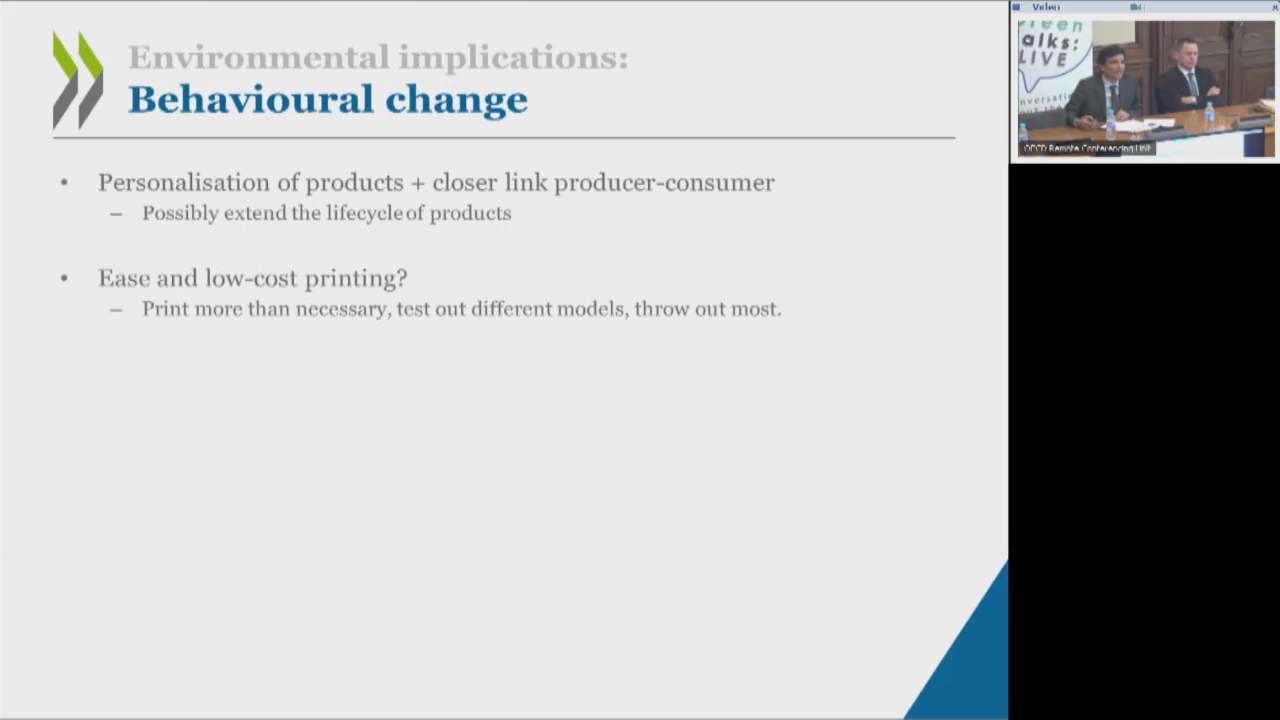 Environmental implications:
Behavioural change
• Personalisation of products + closer link producer-consumer
– Possibly extend the lifecycle of products
• Ease and low-cost printing?
– Print more than necessary, test out different models, throw out most.
Video
reen
alks:
LIVE
OECD Remote Conferencing Unit